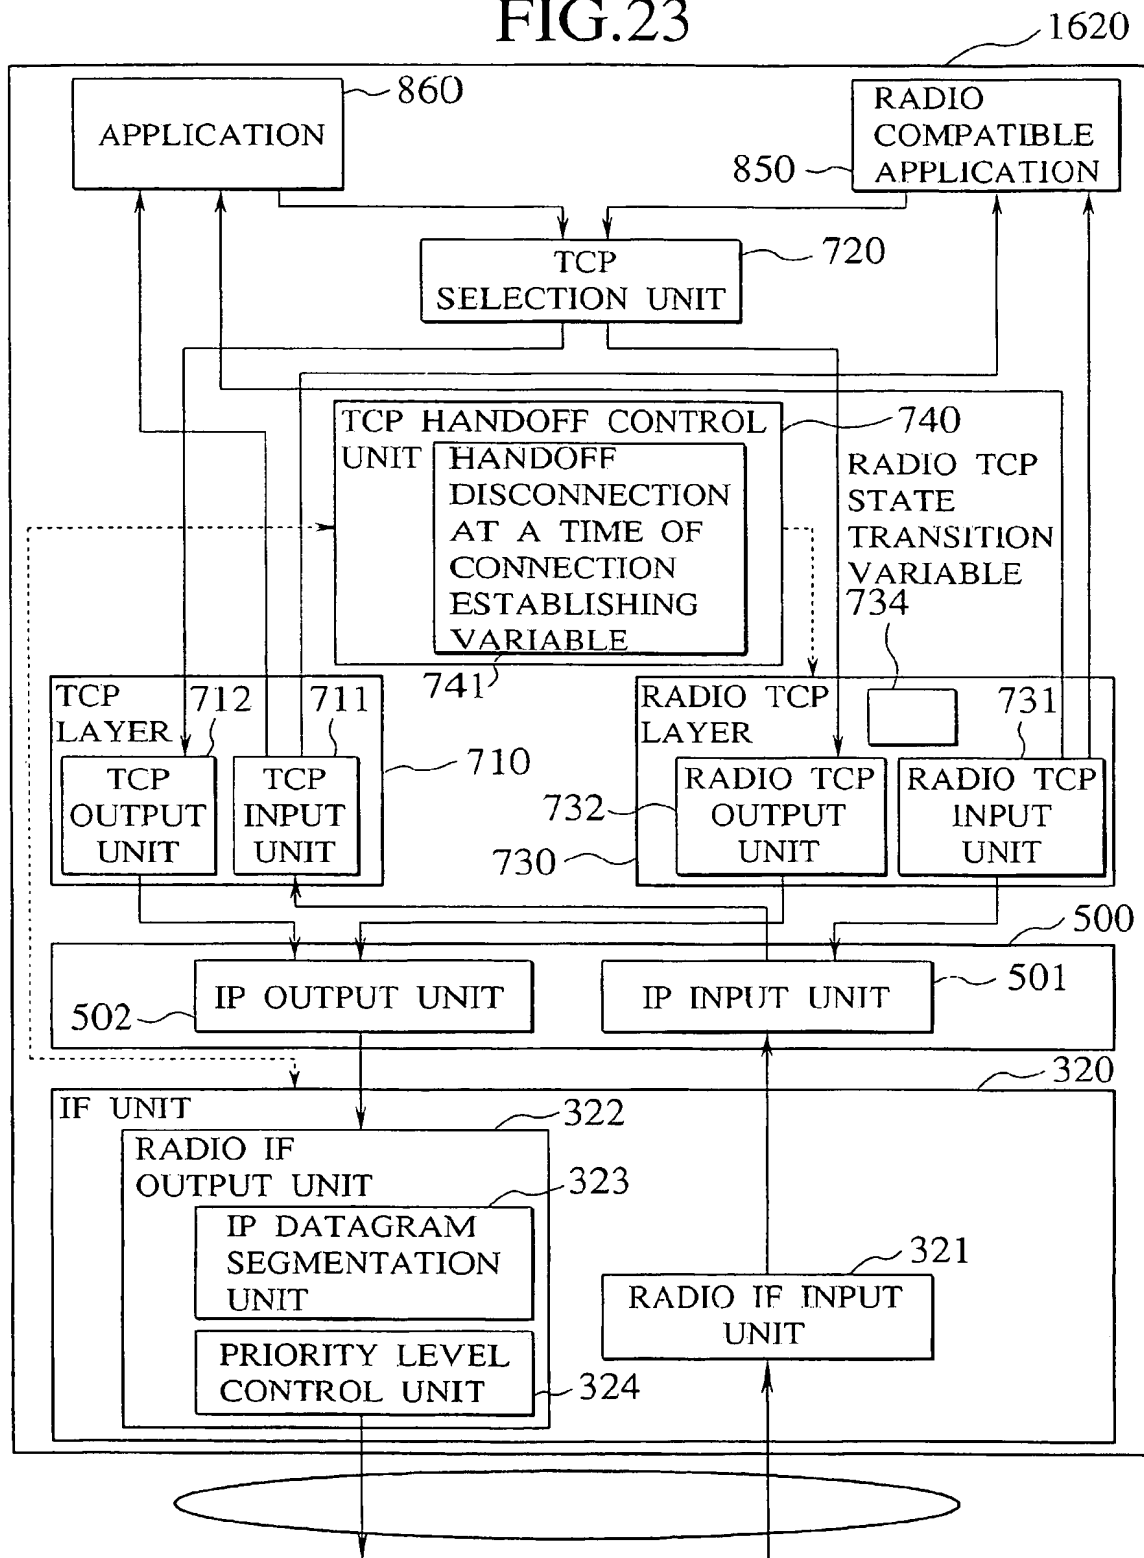 FIG.23
1620
860
APPLICATION
RADIO
COMPATIBLE
APPLICATION
850
TCP
SELECTION UNIT
720
TCP HANDOFF CONTROL
UNIT
740
HANDOFF
DISCONNECTION
AT A TIME OF
CONNECTION
ESTABLISHING
VARIABLE
741
RADIO TCP
STATE
TRANSITION
VARIABLE
734
TCP
LAYER
712
711
710
TCP
OUTPUT
UNIT
TCP
INPUT
UNIT
RADIO TCP
LAYER
731
732
730
RADIO TCP
OUTPUT
UNIT
RADIO TCP
INPUT
UNIT
500
502
IP OUTPUT UNIT
IP INPUT UNIT
501
320
IF UNIT
322
RADIO IF
OUTPUT UNIT
323
IP DATAGRAM
SEGMENTATION
UNIT
321
RADIO IF INPUT
UNIT
PRIORITY LEVEL
CONTROL UNIT
324